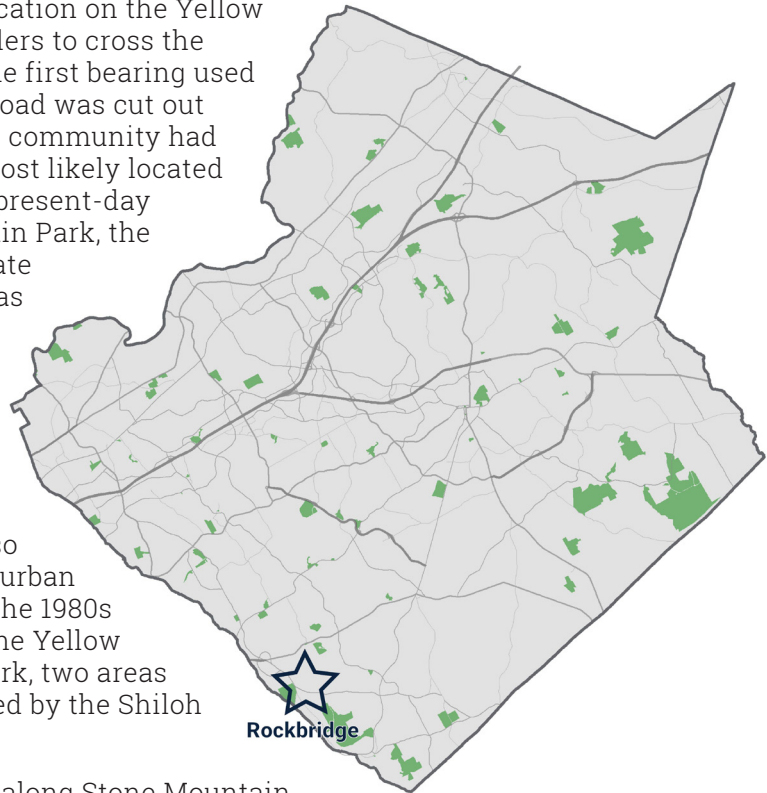 cation on the Yellow
lers to cross the
e first bearing used
oad was cut out
community had
ost likely located
present-day
in Park, the
ate
as
so
urban
he 1980s
he Yellow
rk, two areas
ed by the Shiloh
Rockbridge
along Stone Mountain